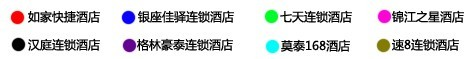 如家快捷酒店 银座佳驿连锁酒店 七天连锁酒店 锦江之星酒店
汉庭连锁酒店 格林豪泰连锁酒店 莫泰168酒店 速8连锁酒店